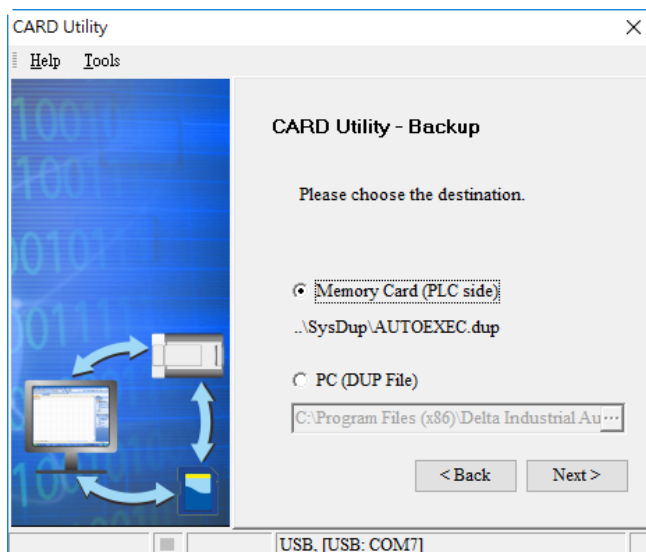 CARD Utility
Help Tools
CARD Utility - Backup
Please choose the destination.
Memory Card (PLC side)
..\SysDup\AUTOEXEC.dup
PC (DUP File)
C:\Program Files (x86)\Delta Industrial Au ...
< Back Next >
USB, [USB: COM7]